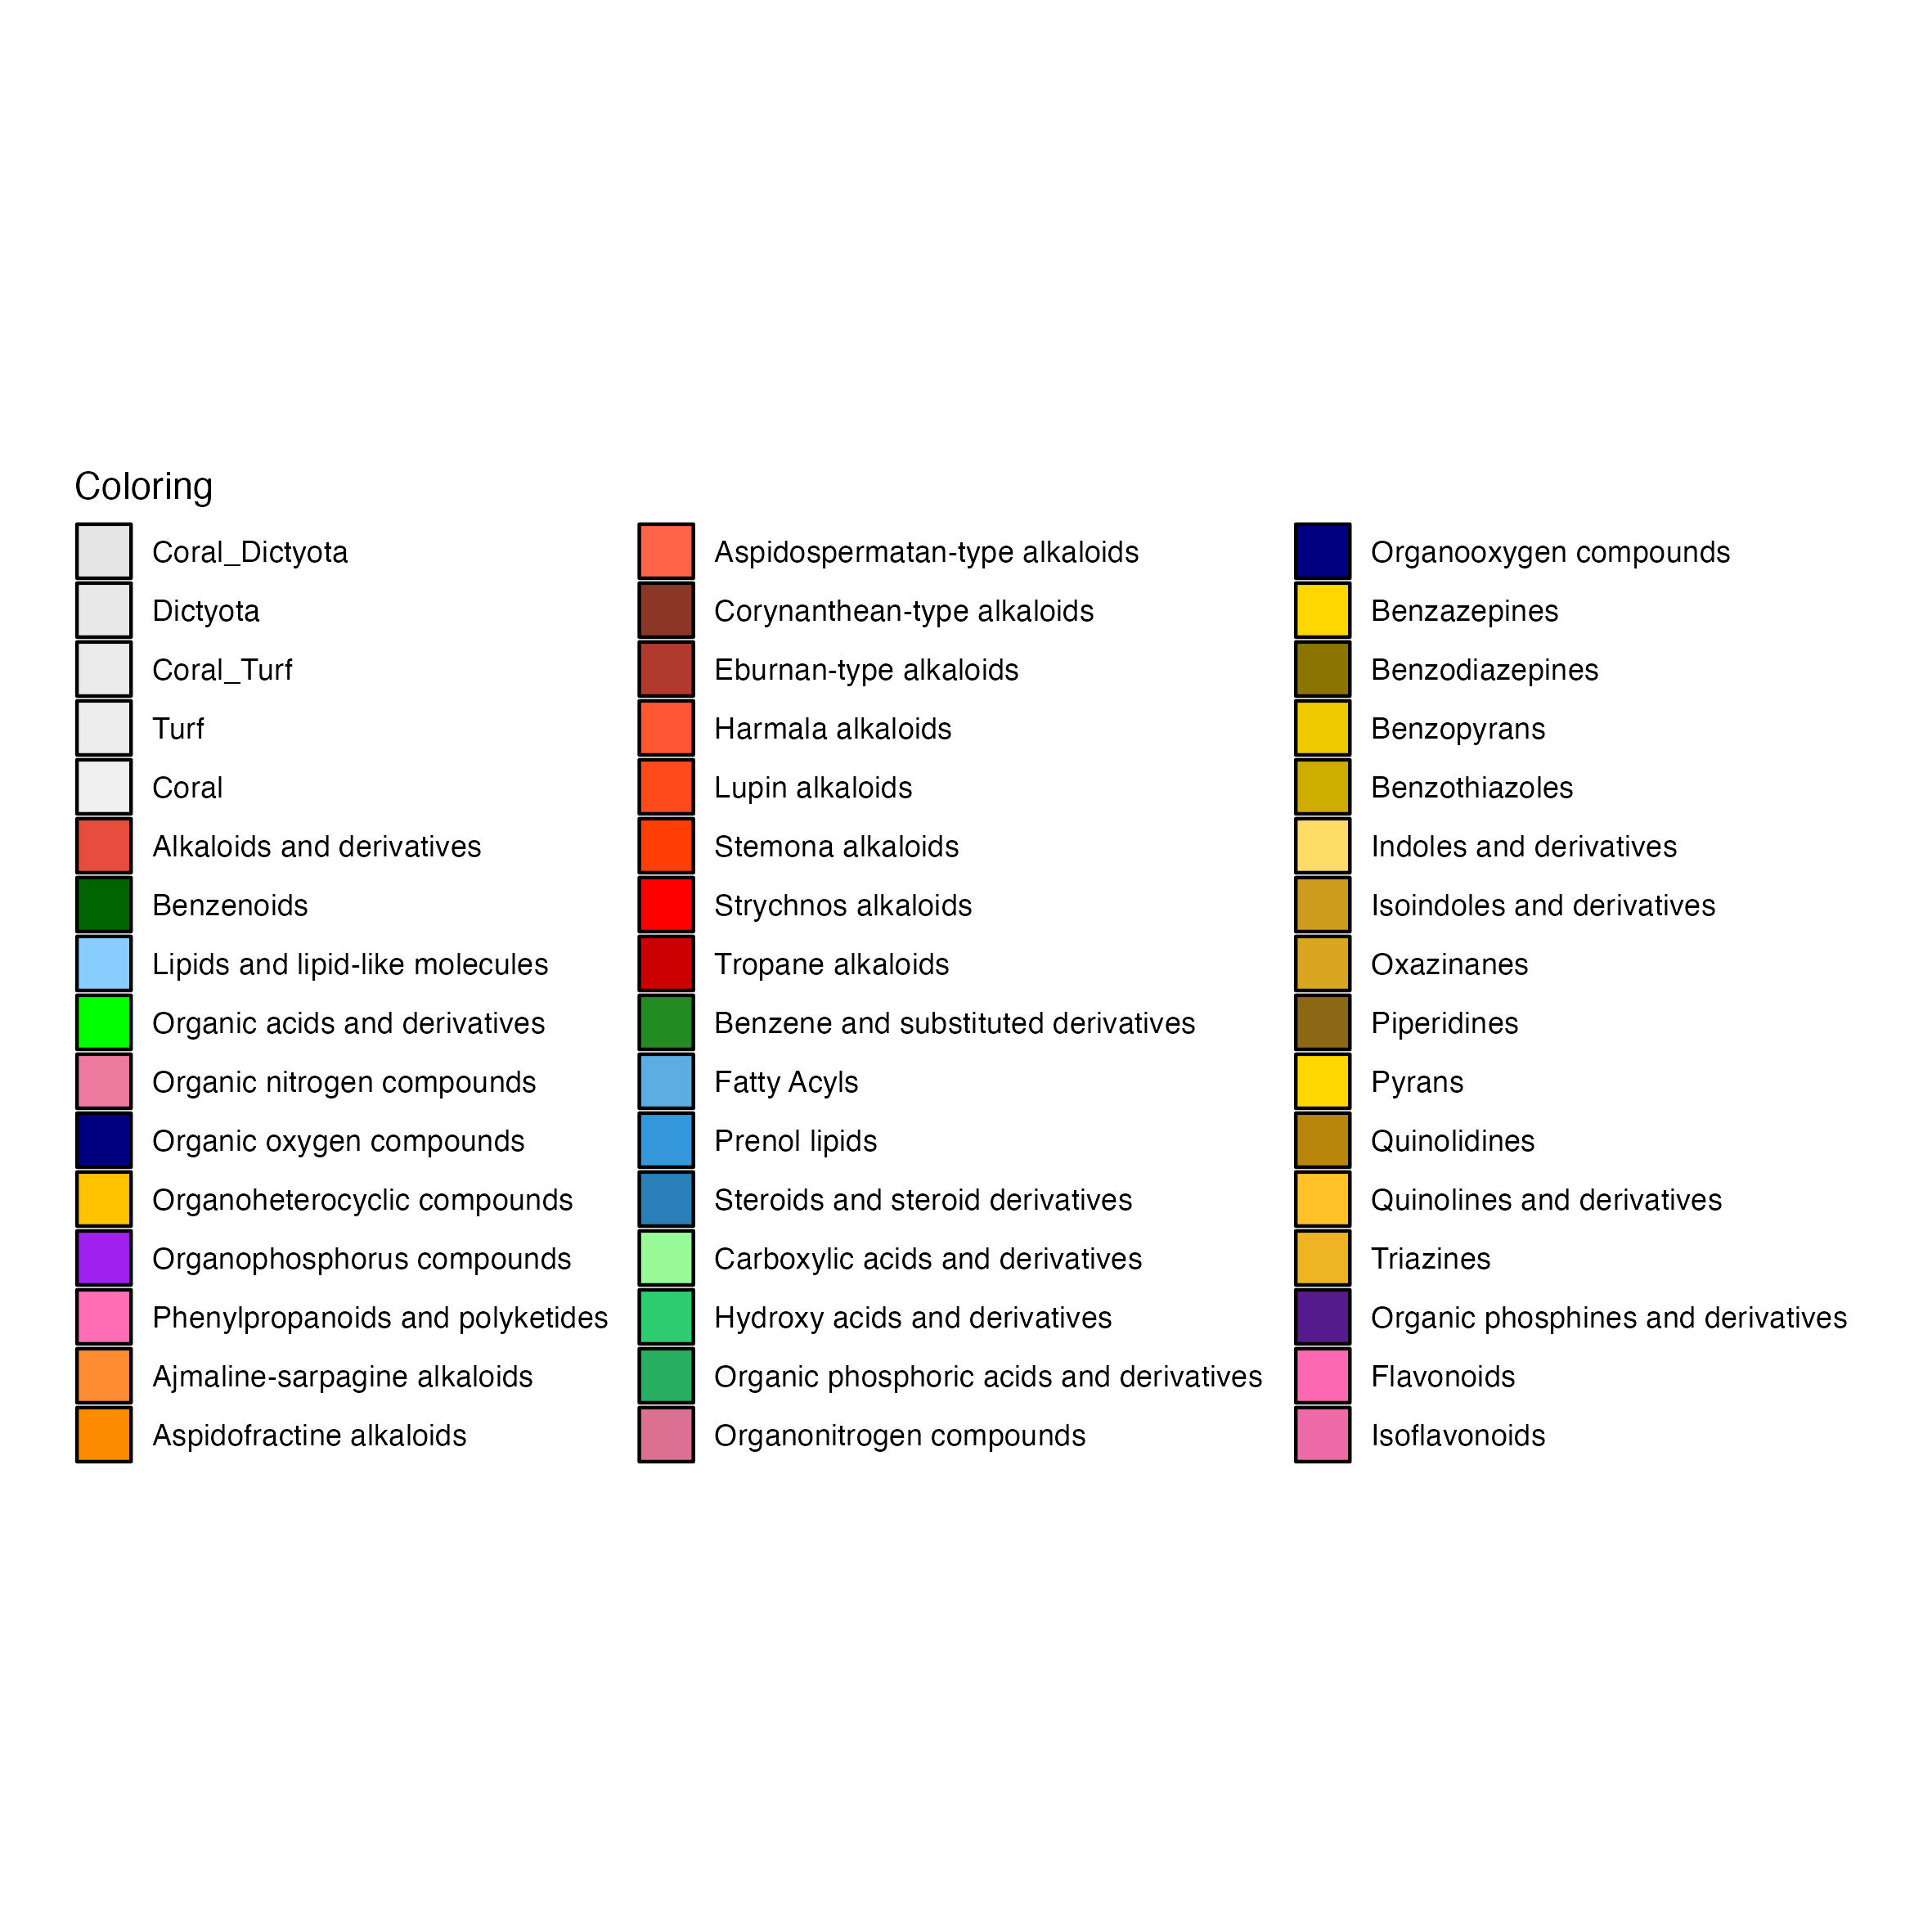 Coloring
Coral_Dictyota
Dictyota
Coral_Turf
Turf
Coral
Alkaloids and derivatives
Benzenoids
Lipids and lipid-like molecules
Organic acids and derivatives
Organic nitrogen compounds
Organic oxygen compounds
Organoheterocyclic compounds
Organophosphorus compounds
Phenylpropanoids and polyketides
Ajmaline-sarpagine alkaloids
Aspidofractine alkaloids
Aspidospermatan-type alkaloids
Corynanthean-type alkaloids
Eburnan-type alkaloids
Harmala alkaloids
Lupin alkaloids
Stemona alkaloids
Strychnos alkaloids
Tropane alkaloids
Benzene and substituted derivatives
Fatty Acyls
Prenol lipids
Steroids and steroid derivatives
Carboxylic acids and derivatives
Hydroxy acids and derivatives
Organic phosphoric acids and derivatives
Organonitrogen compounds
Organooxygen compounds
Benzazepines
Benzodiazepines
Benzopyrans
Benzothiazoles
Indoles and derivatives
Isoindoles and derivatives
Oxazinanes
Piperidines
Pyrans
Quinolidines
Quinolines and derivatives
Triazines
Organic phosphines and derivatives
Flavonoids
Isoflavonoids